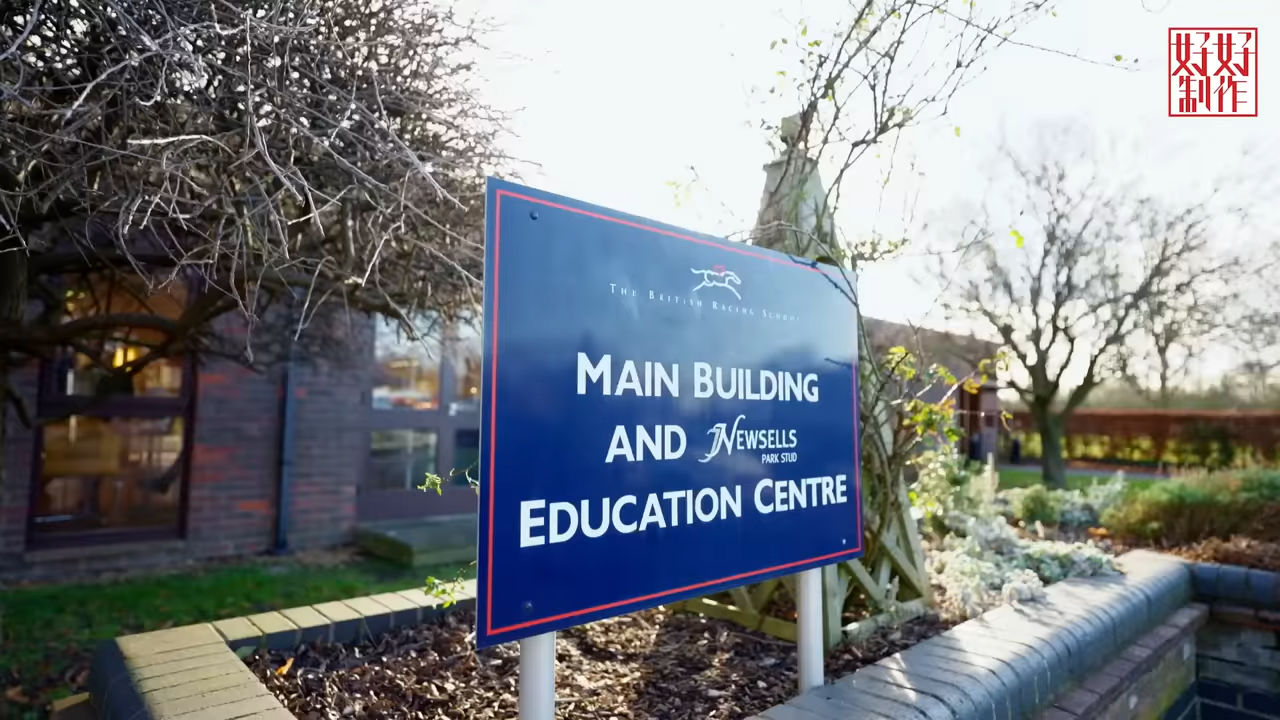 好好
制作
THE BRITISH RACING SCHOOL
MAIN BUILDING
AND NEWSELLS
PARK STUD
EDUCATION CENTRE